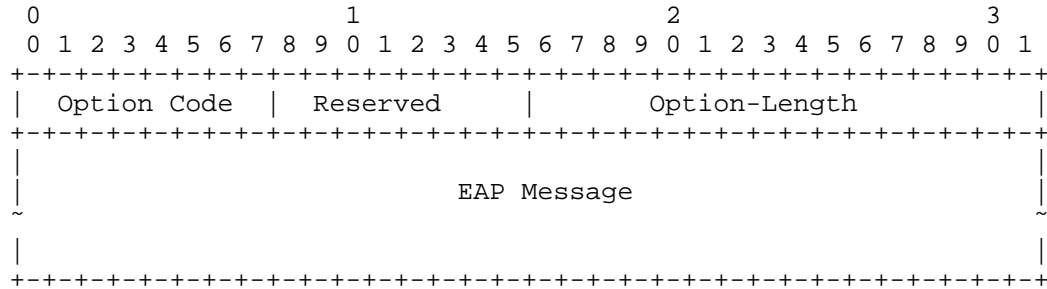 0                   1                   2                   3
 0 1 2 3 4 5 6 7 8 9 0 1 2 3 4 5 6 7 8 9 0 1 2 3 4 5 6 7 8 9 0 1
+-+-+-+-+-+-+-+-+-+-+-+-+-+-+-+-+-+-+-+-+-+-+-+-+-+-+-+-+-+-+-+-+
|  Option Code  |  Reserved     |       Option-Length           |
+-+-+-+-+-+-+-+-+-+-+-+-+-+-+-+-+-+-+-+-+-+-+-+-+-+-+-+-+-+-+-+-+
|                                                               |
|                           EAP Message                         |
~                                                               ~
|                                                               |
+-+-+-+-+-+-+-+-+-+-+-+-+-+-+-+-+-+-+-+-+-+-+-+-+-+-+-+-+-+-+-+-+